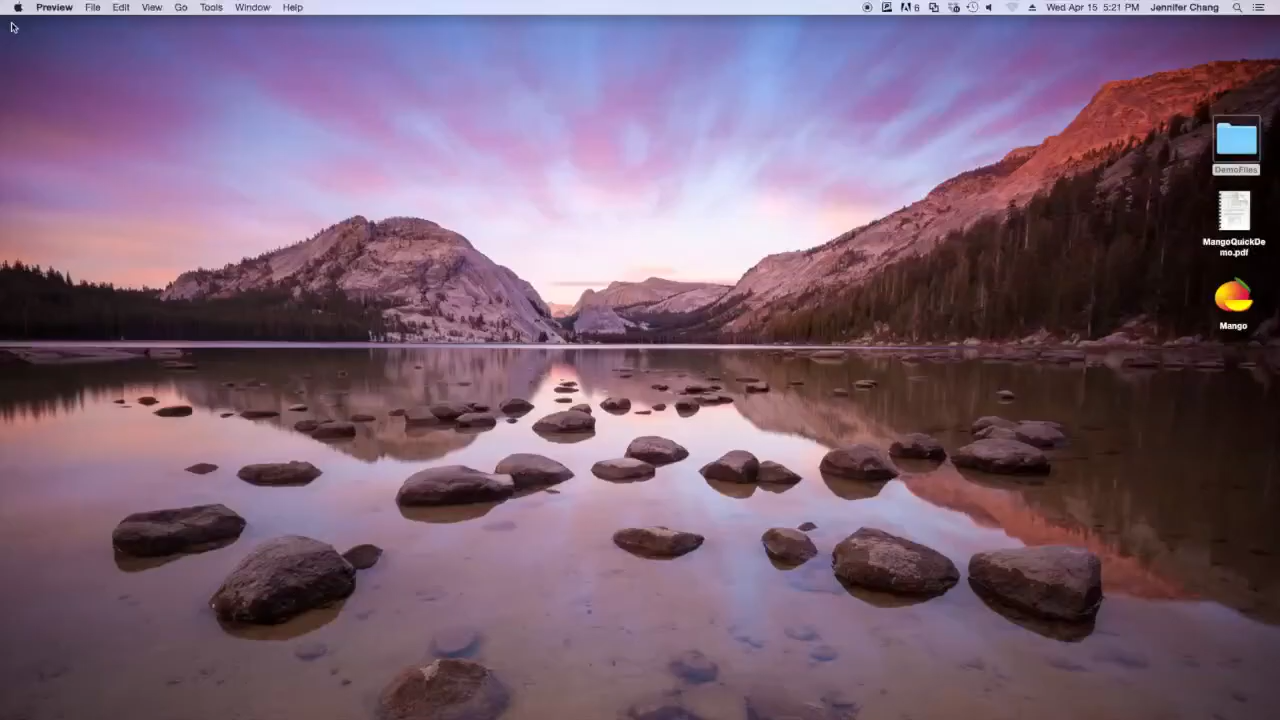 Preview File Edit View Go Tools Window Help 6 Wed Apr 15 5:21 PM Jennifer Chang
DemoFiles
MangoQuickDe
mo.pdf
Mango